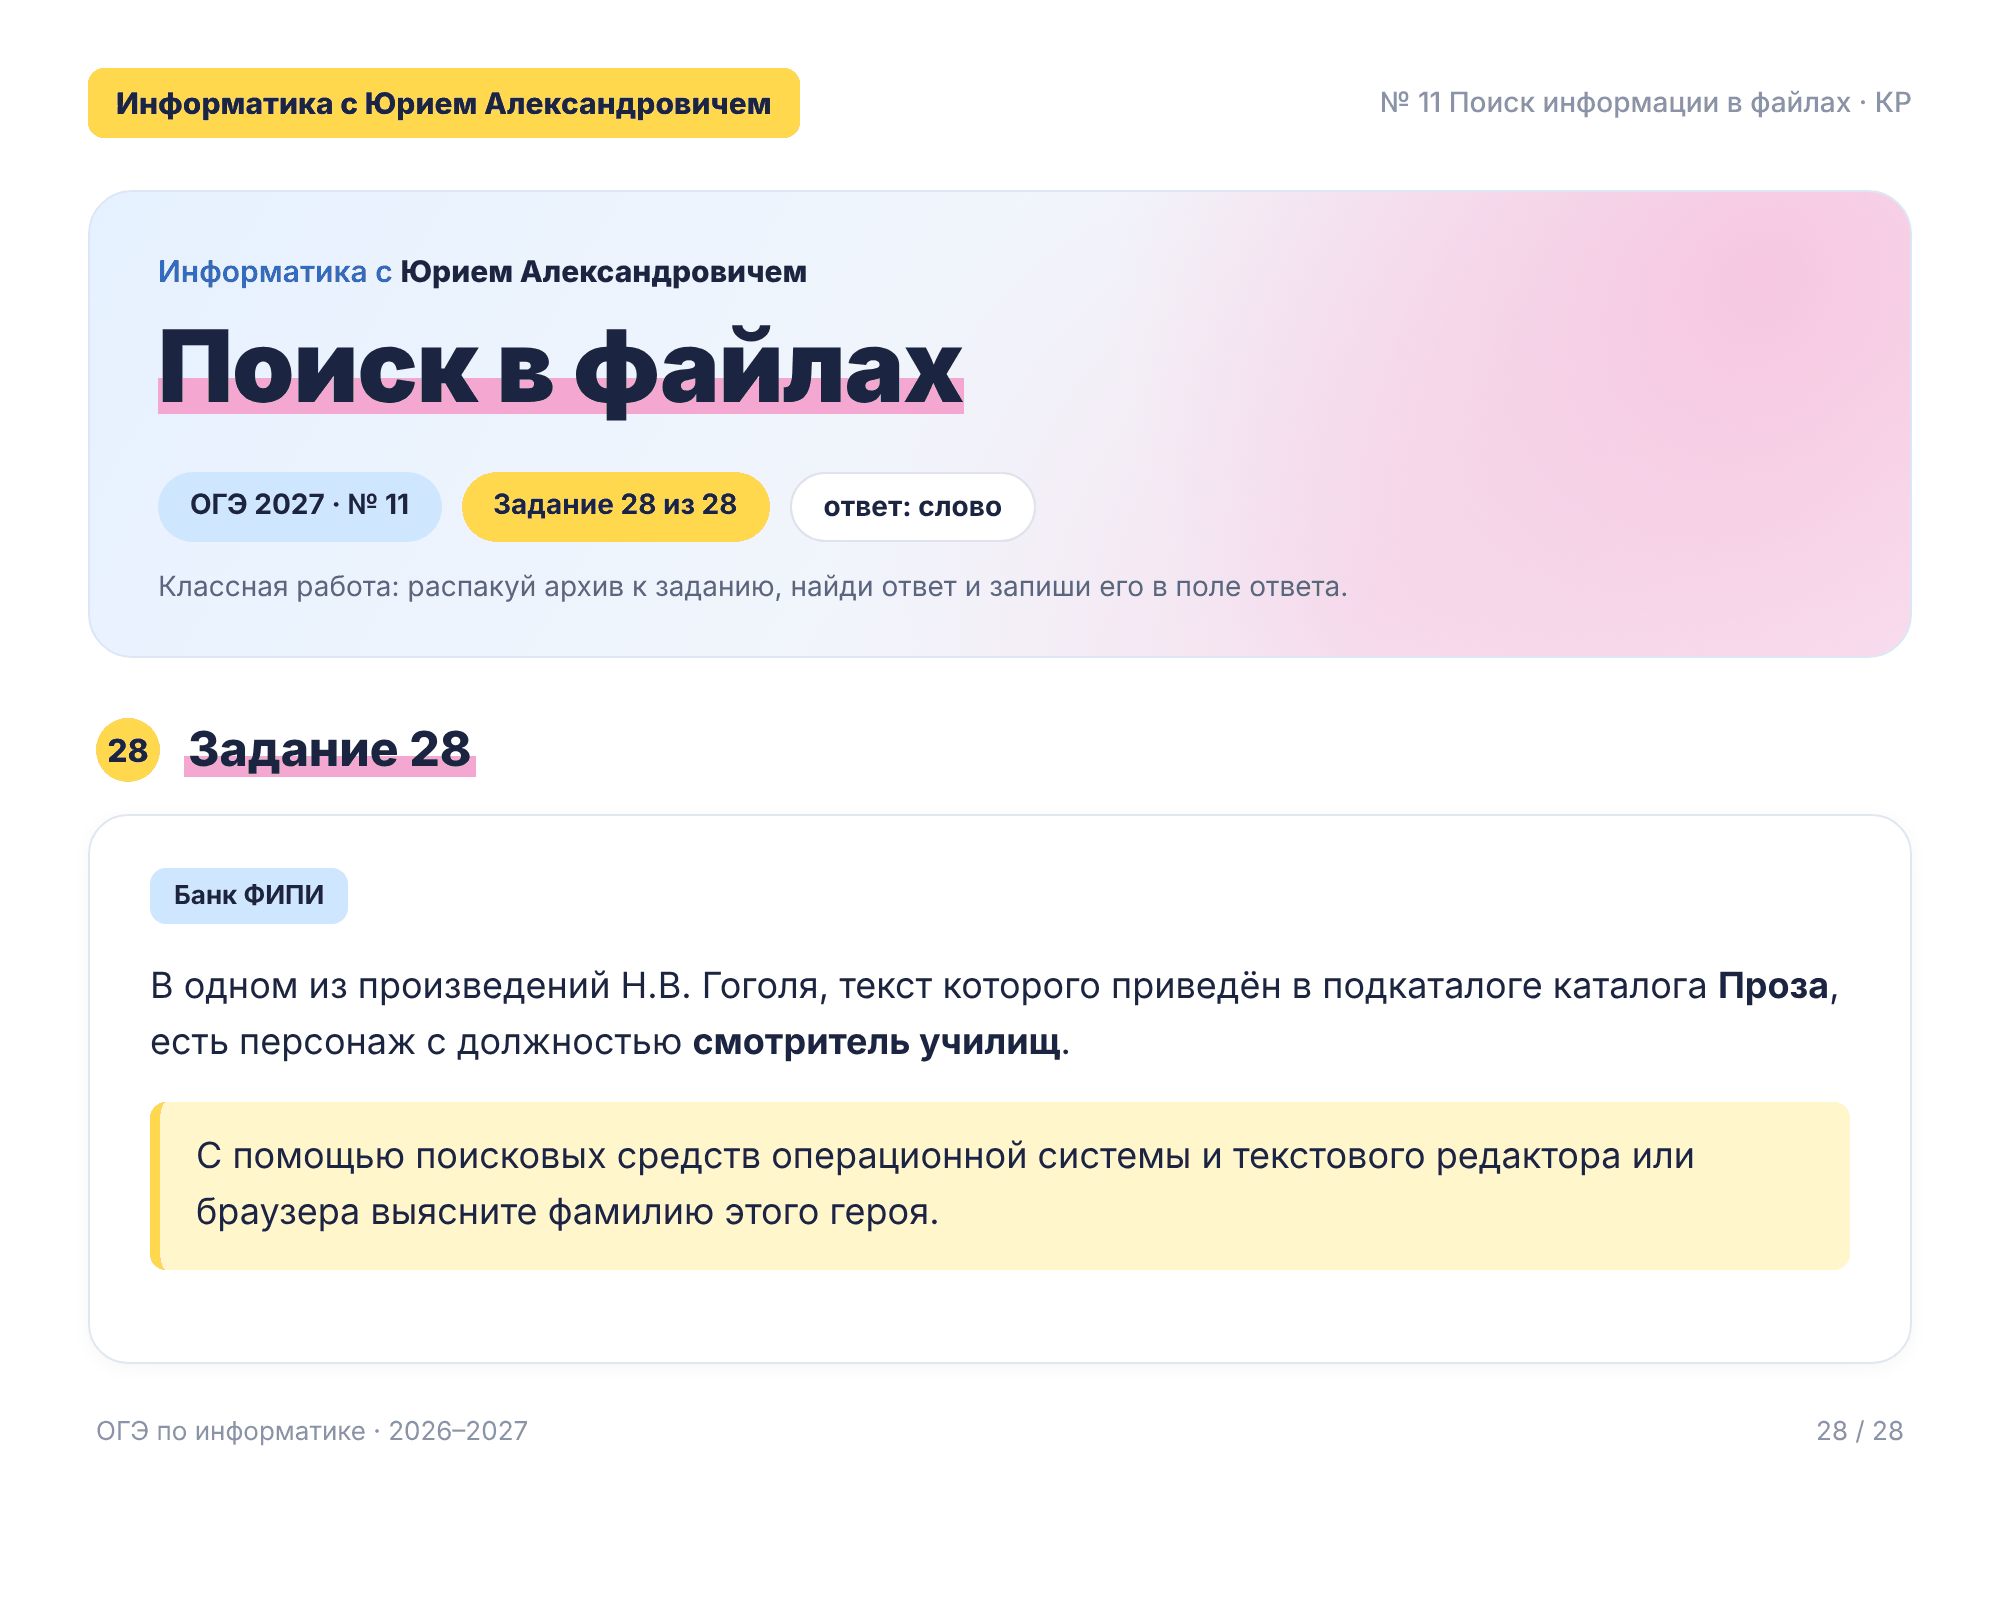 Информатика с Юрием Александровичем
№ 11 Поиск информации в файлах · КР
Информатика с Юрием Александровичем
Поиск в файлах
ОГЭ 2027 · № 11
Задание 28 из 28
ответ: слово
Классная работа: распакуй архив к заданию, найди ответ и запиши его в поле ответа.
28 Задание 28
Банк ФИПИ
В одном из произведений Н.В. Гоголя, текст которого приведён в подкаталоге каталога Проза,
есть персонаж с должностью смотритель училищ.
С помощью поисковых средств операционной системы и текстового редактора или
браузера выясните фамилию этого героя.
ОГЭ по информатике · 2026–2027
28 / 28